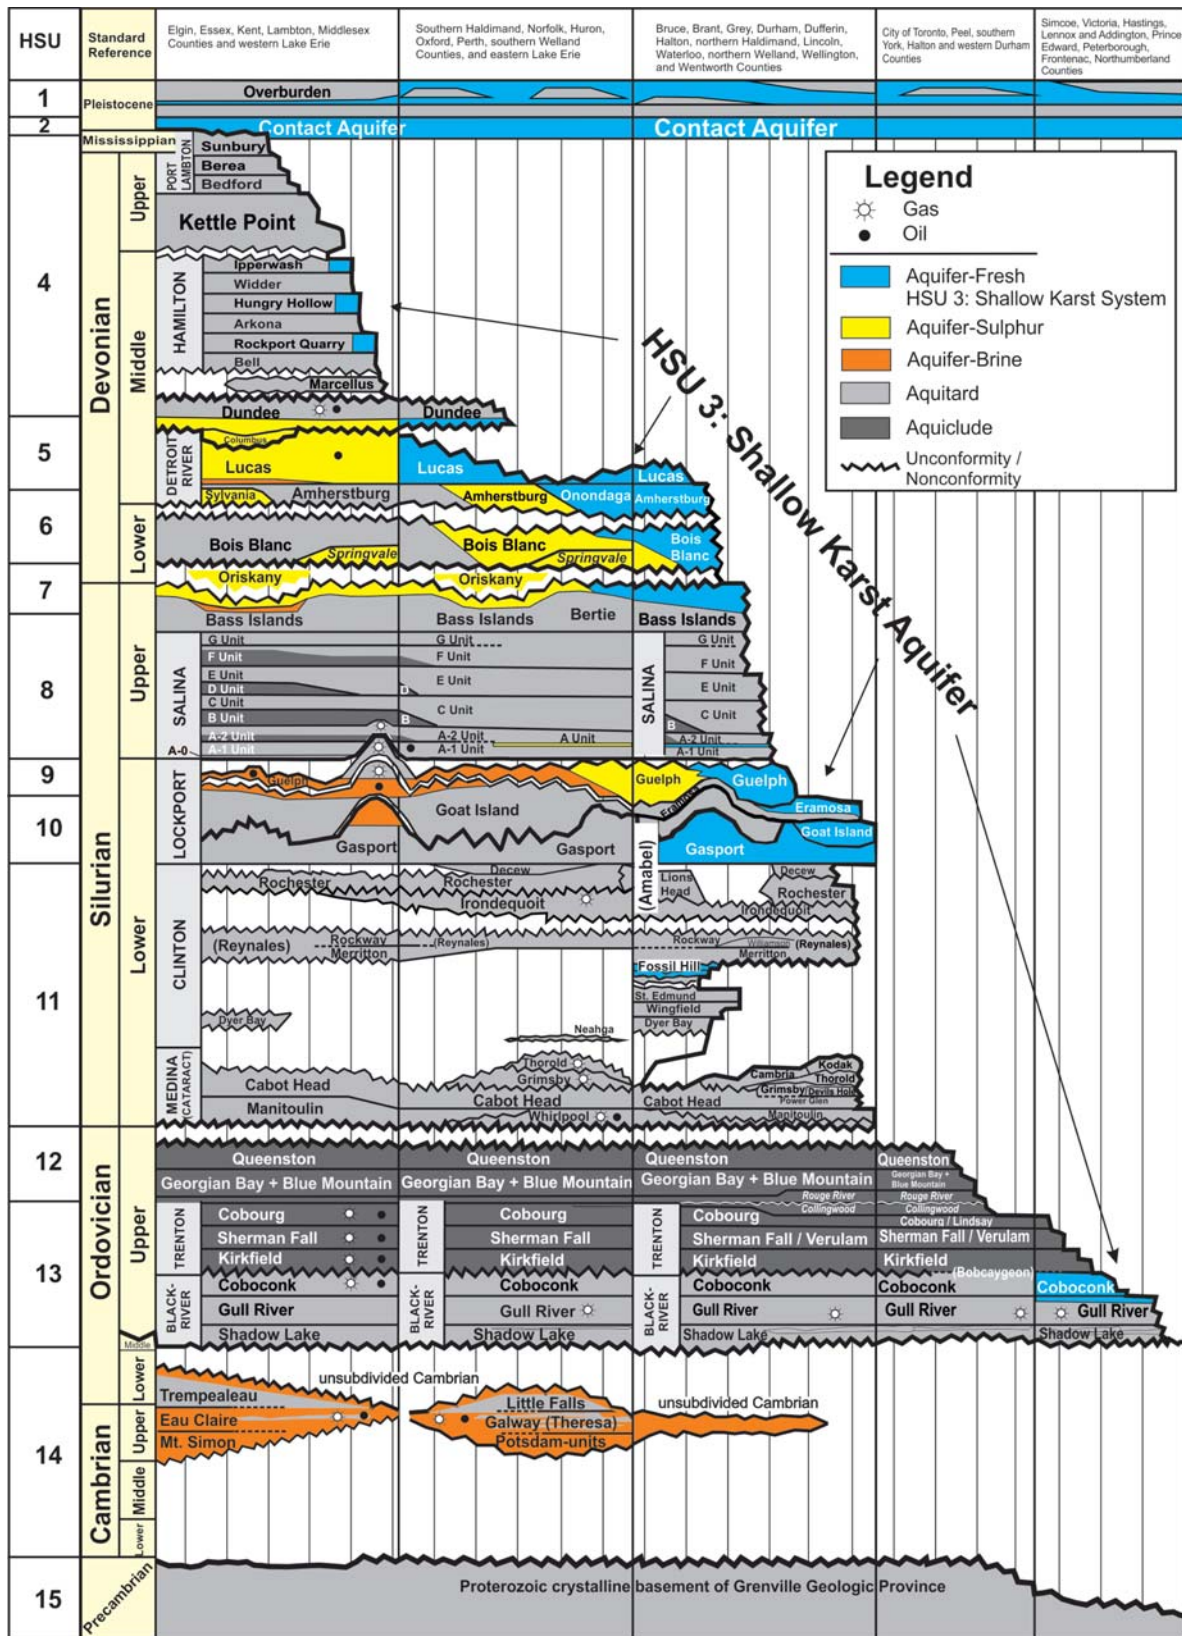 HSU
Standard
Reference
Elgin, Essex, Kent, Lambton, Middlesex
Counties and western Lake Erie
Southern Haldimand, Norfolk, Huron,
Oxford, Perth, southern Welland
Counties, and eastern Lake Erie
Bruce, Brant, Grey, Durham, Dufferin,
Halton, northern Haldimand, Lincoln,
Waterloo, northern Welland, Wellington,
and Wentworth Counties
City of Toronto, Peel, southern
York, Halton and western Durham
Counties
Simcoe, Victoria, Hastings,
Lennox and Addington, Prince
Edward, Peterborough,
Frontenac, Northumberland
Counties
1
Pleistocene
Overburden
2
Contact Aquifer
Contact Aquifer
Mississippian
PORT
LAMBTON
Sunbury
Berea
Bedford
Legend
Gas
Oil
Aquifer-Fresh
HSU 3: Shallow Karst System
Aquifer-Sulphur
Aquifer-Brine
Aquitard
Aquiclude
Unconformity /
Nonconformity
HSU 3: Shallow Karst Aquifer
4
Devonian
Upper
Kettle Point
Middle
HAMILTON
Ipperwash
Widder
Hungry Hollow
Arkona
Rockport Quarry
Bell
Marcellus
Dundee
Dundee
5
DETROIT
RIVER
Columbus
Lucas
Lucas
Lucas
Sylvania
Amherstburg
Amherstburg
Onondaga
Amherstburg
6
Lower
Bois Blanc
Springvale
Bois Blanc
Springvale
Bois
Blanc
7
Oriskany
Oriskany
Bass Islands
Bass Islands
Bertie
Bass Islands
8
Silurian
Upper
SALINA
G Unit
G Unit
SALINA
G Unit
F Unit
F Unit
F Unit
E Unit
E Unit
E Unit
D Unit
D
C Unit
C Unit
C Unit
B Unit
B
B
A-2 Unit
A-2 Unit
A Unit
A-2 Unit
A-0
A-1 Unit
A-1 Unit
A-1 Unit
9
LOCKPORT
Guelph
Guelph
Guelph
Eramosa
Eramosa
10
Goat Island
Goat Island
Gasport
Gasport
(Amabel)
Gasport
11
Lower
CLINTON
Decew
Lions
Head
Decew
Rochester
Rochester
Rochester
Irondequoit
Irondequoit
(Reynales)
Rockway
Merritton
(Reynales)
Rockway
Williamson
(Reynales)
Merritton
Fossil Hill
St. Edmund
Wingfield
Dyer Bay
Dyer Bay
Neahga
MEDINA
(CATARACT)
Thorold
Grimsby
Cambria
Kodak
Thorold
Grimsby
Devils Hole
Power Glen
Cabot Head
Cabot Head
Cabot Head
Manitoulin
Whirlpool
Manitoulin
12
Ordovician
Upper
Queenston
Queenston
Queenston
Queenston
Georgian Bay + Blue Mountain
Georgian Bay + Blue Mountain
Georgian Bay + Blue Mountain
Georgian Bay +
Blue Mountain
Rouge River
Rouge River
Collingwood
Collingwood
13
TRENTON
Cobourg
TRENTON
Cobourg
TRENTON
Cobourg
Cobourg / Lindsay
Sherman Fall
Sherman Fall
Sherman Fall / Verulam
Sherman Fall / Verulam
Kirkfield
Kirkfield
Kirkfield
Kirkfield
(Bobcaygeon)
BLACK-
RIVER
Coboconk
BLACK-
RIVER
Coboconk
BLACK-
RIVER
Coboconk
Coboconk
Coboconk
Gull River
Gull River
Gull River
Gull River
Gull River
Shadow Lake
Shadow Lake
Shadow Lake
Shadow Lake
Middle
14
Lower
Trempealeau
unsubdivided Cambrian
Little Falls
unsubdivided Cambrian
Cambrian
Upper
Eau Claire
Galway (Theresa)
Mt. Simon
Potsdam-units
Middle
Lower
15
Precambrian
Proterozoic crystalline basement of Grenville Geologic Province